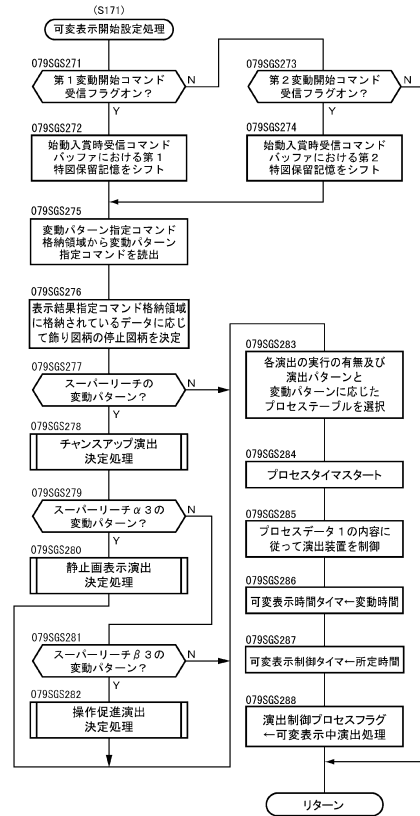 (S171)
可変表示開始設定処理
079SGS271
第1変動開始コマンド
受信フラグオン？
N
Y
079SGS273
第2変動開始コマンド
受信フラグオン？
N
Y
079SGS272
始動入賞時受信コマンド
バッファにおける第1
特図保留記憶をシフト
079SGS274
始動入賞時受信コマンド
バッファにおける第2
特図保留記憶をシフト
079SGS275
変動パターン指定コマンド
格納領域から変動パターン
指定コマンドを読出
079SGS276
表示結果指定コマンド格納領域
に格納されているデータに応じ
て飾り図柄の停止図柄を決定
079SGS277
スーパーリーチの
変動パターン？
N
Y
079SGS278
チャンスアップ演出
決定処理
079SGS279
スーパーリーチα3の
変動パターン？
N
Y
079SGS280
静止画表示演出
決定処理
079SGS281
スーパーリーチβ3の
変動パターン？
N
Y
079SGS282
操作促進演出
決定処理
079SGS283
各演出の実行の有無及び
演出パターンと
変動パターンに応じた
プロセステーブルを選択
079SGS284
プロセスタイマスタート
079SGS285
プロセスデータ1の内容に
従って演出装置を制御
079SGS286
可変表示時間タイマ←変動時間
079SGS287
可変表示制御タイマ←所定時間
079SGS288
演出制御プロセスフラグ
←可変表示中演出処理
リターン